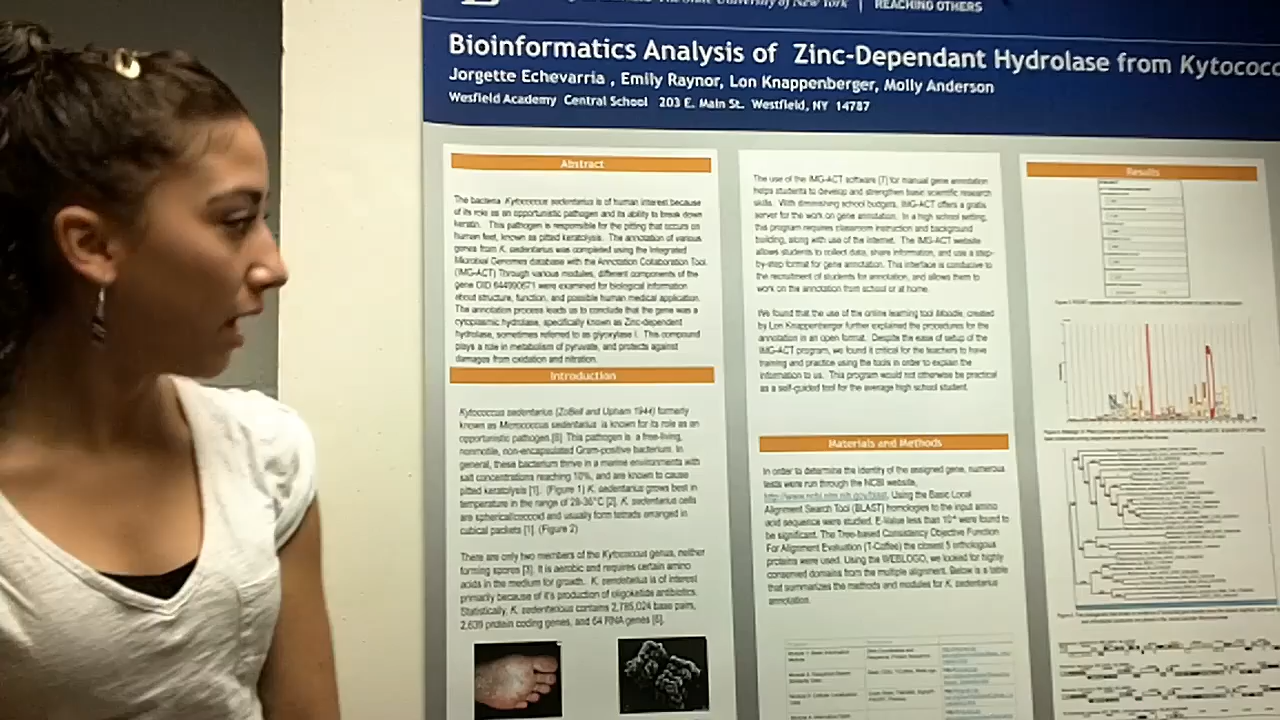 The State University of New York | REACHING OTHERS
Bioinformatics Analysis of Zinc-Dependant Hydrolase from Kytococc
Jorgette Echevarria , Emily Raynor, Lon Knappenberger, Molly Anderson
Wesfield Academy Central School 203 E. Main St. Westfield, NY 14787
Abstract
The bacteria Kytococcus sedentarius is of human interest because
of its role as an opportunistic pathogen and its ability to break down
keratin. This pathogen is responsible for the pitting that occurs on
human feet, known as pitted keratolysis. The annotation of various
genes from K. sedentarius was completed using the Integrated
Microbial Genomes database with the Annotation Collaboration Tool.
(IMG-ACT) Through various modules, different components of the
gene OID 644990671 were examined for biological information
about structure, function, and possible human medical application.
The annotation process leads us to conclude that the gene was a
cytoplasmic hydrolase, specifically known as Zinc-dependent
hydrolase, sometimes referred to as glyoxylase I. This compound
plays a role in metabolism of pyruvate, and protects against
damages from oxidation and nitration.
Introduction
Kytococcus sedentarius (ZoBell and Upham 1944) formerly
known as Micrococcus sedentarius is known for its role as an
opportunistic pathogen.[8] This pathogen is a free-living,
nonmotile, non-encapsulated Gram-positive bacterium. In
general, these bacterium thrive in a marine environments with
salt concentrations reaching 10%, and are known to cause
pitted keratolysis [1]. (Figure 1) K. sedentarius grows best in
temperature in the range of 28-36°C [2]. K. sedentarius cells
are spherical/coccoid and usually form tetrads arranged in
cubical packets [1]. (Figure 2)
There are only two members of the Kytococcus genus, neither
forming spores [3]. It is aerobic and requires certain amino
acids in the medium for growth. K. sendetarius is of interest
primarily because of it's production of oligoketide antibiotics.
Statistically, K. sedentarious contains 2,785,024 base pairs,
2,639 protein coding genes, and 64 RNA genes [6].
The use of the IMG-ACT software [7] for manual gene annotation
helps students to develop and strengthen basic scientific research
skills. With diminishing school budgets, IMG-ACT offers a gratis
server for the work on gene annotation. In a high school setting,
this program requires classroom instruction and background
building, along with use of the internet. The IMG-ACT website
allows students to collect data, share information, and use a step-
by-step format for gene annotation. This interface is conducive to
the recruitment of students for annotation, and allows them to
work on the annotation from school or at home.
We found that the use of the online learning tool Moodle, created
by Lon Knappenberger further explained the procedures for the
annotation in an open format. Despite the ease of setup of the
IMG-ACT program, we found it critical for the teachers to have
training and practice using the tools in order to explain the
information to us. This program would not otherwise be practical
as a self-guided tool for the average high school student.
Materials and Methods
In order to determine the identity of the assigned gene, numerous
tests were run through the NCBI website,
http://www.ncbi.nlm.nih.gov/blast. Using the Basic Local
Alignment Search Tool (BLAST) homologies to the input amino
acid sequence were studied. E-Value less than were found to
be significant. The Tree-based Consistency Objective Function
For Alignment Evaluation (T-Coffee) the closest 5 orthologous
proteins were used. Using the WEBLOGO, we looked for highly
conserved domains from the multiple alignment. Below is a table
that summarizes the methods and modules for K. sedentarius
annotation.
Results